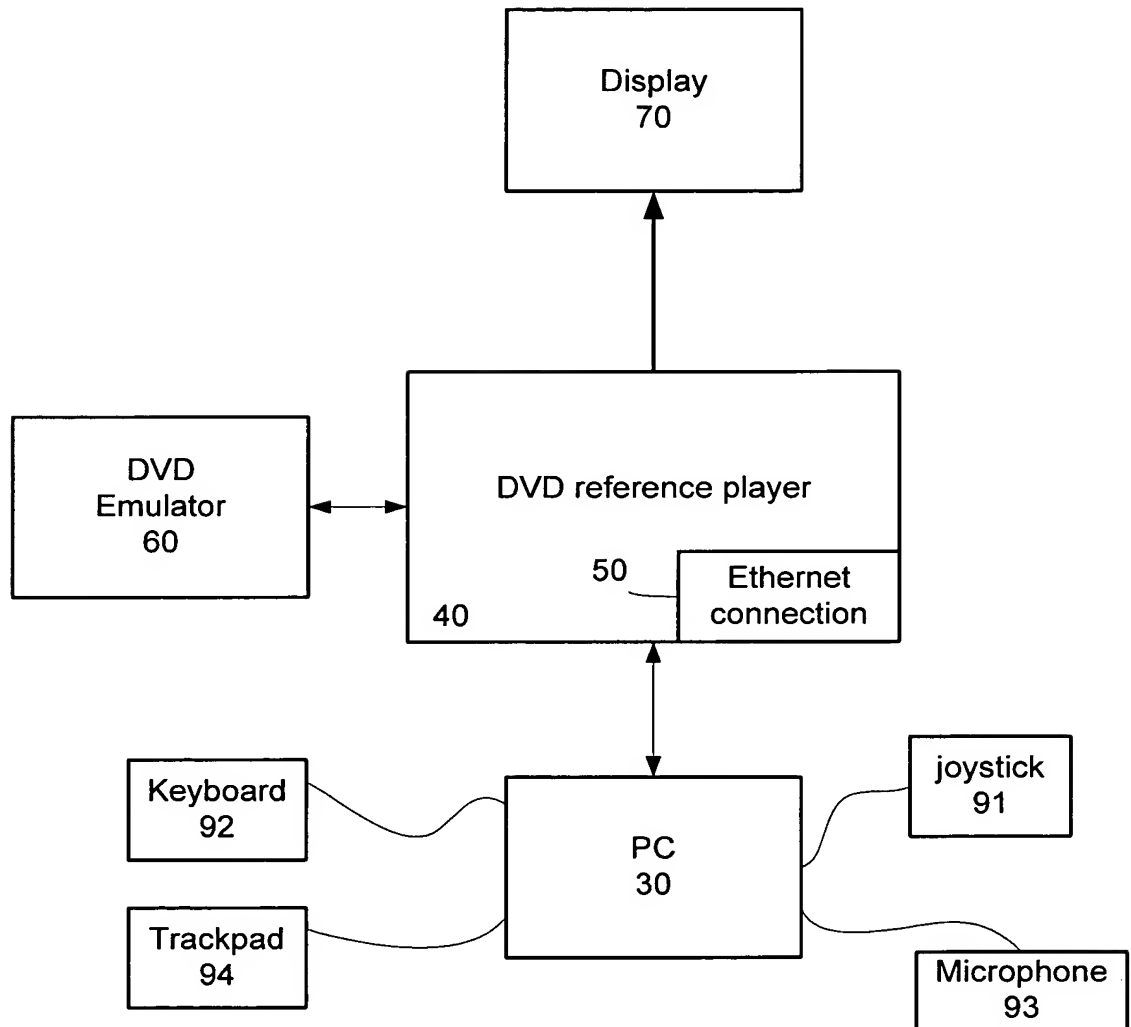 Display
70
DVD
Emulator
60
DVD reference player
50
Ethernet
connection
40
Keyboard
92
joystick
91
PC
30
Trackpad
94
Microphone
93